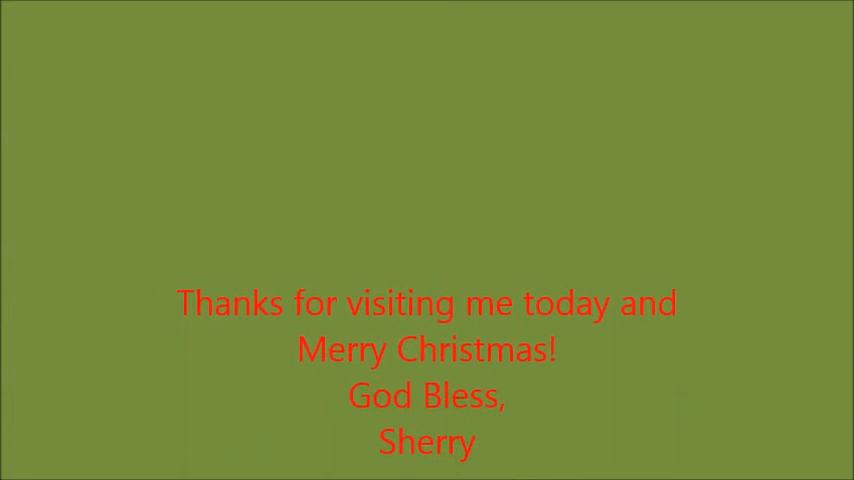 Thanks for visiting me today and
Merry Christmas!
God Bless,
Sherry